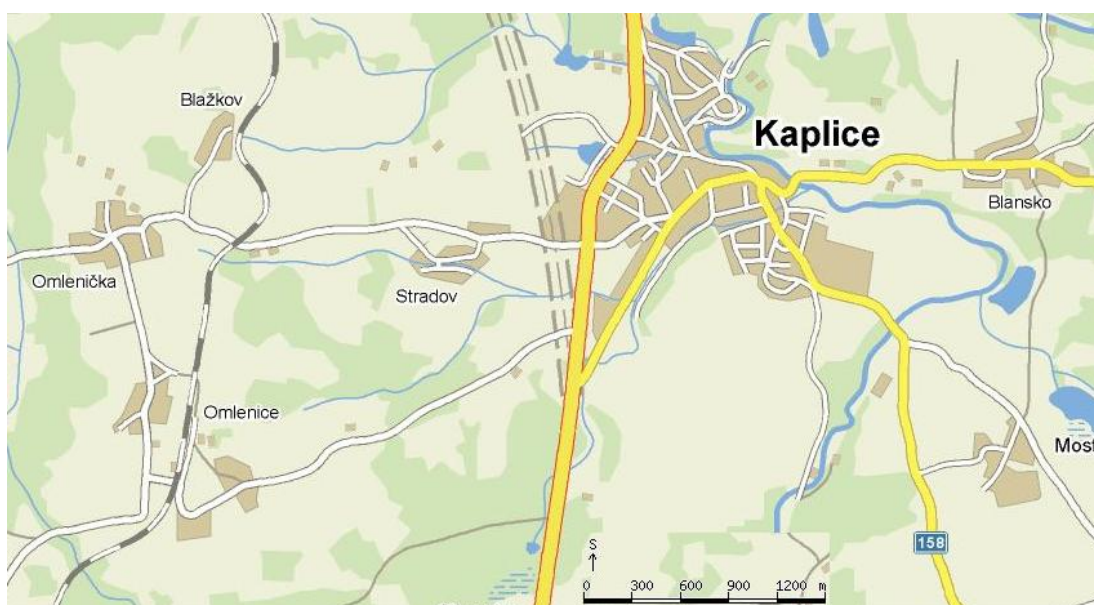 Blažkov
Kaplice
Blansko
Omlenička
Stradov
Omlenice
Most
158
S
0 300 600 900 1200 m